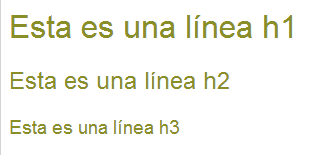 Esta es una línea h1
Esta es una línea h2
Esta es una línea h3